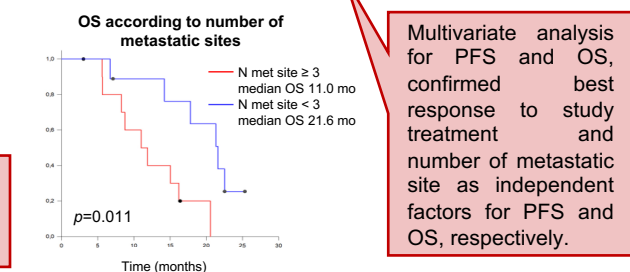 OS according to number of
metastatic sites
1,0
0,8
0,6
0,4
0,2
0,0
0
5
10
15
20
25
30
N met site ≥ 3
median OS 11.0 mo
N met site < 3
median OS 21.6 mo
p=0.011
Time (months)
Multivariate analysis
for PFS and OS,
confirmed best
response to study
treatment and
number of metastatic
site as independent
factors for PFS and
OS, respectively.